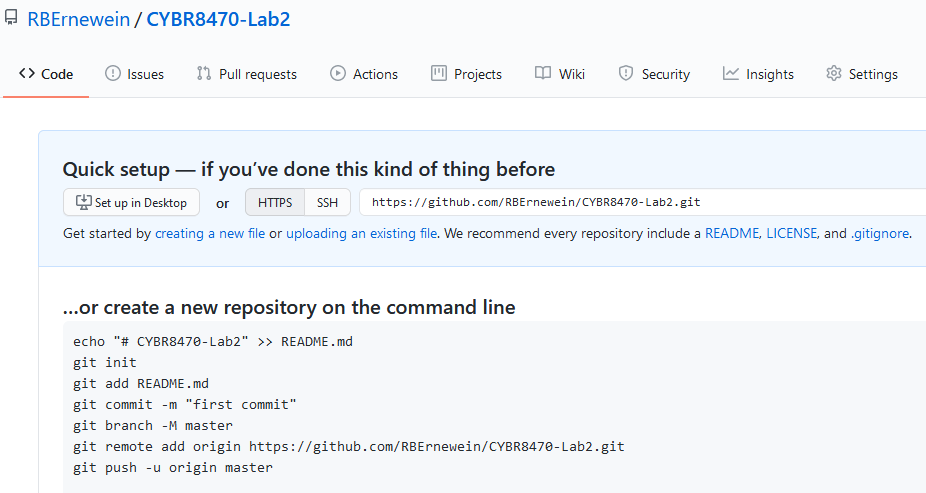 RBErnewein / CYBR8470-Lab2
Code Issues Pull requests Actions Projects Wiki Security Insights Settings
Quick setup — if you’ve done this kind of thing before
Set up in Desktop or HTTPS SSH https://github.com/RBErnewein/CYBR8470-Lab2.git
Get started by creating a new file or uploading an existing file. We recommend every repository include a README, LICENSE, and .gitignore.
…or create a new repository on the command line
echo "# CYBR8470-Lab2" >> README.md
git init
git add README.md
git commit -m "first commit"
git branch -M master
git remote add origin https://github.com/RBErnewein/CYBR8470-Lab2.git
git push -u origin master